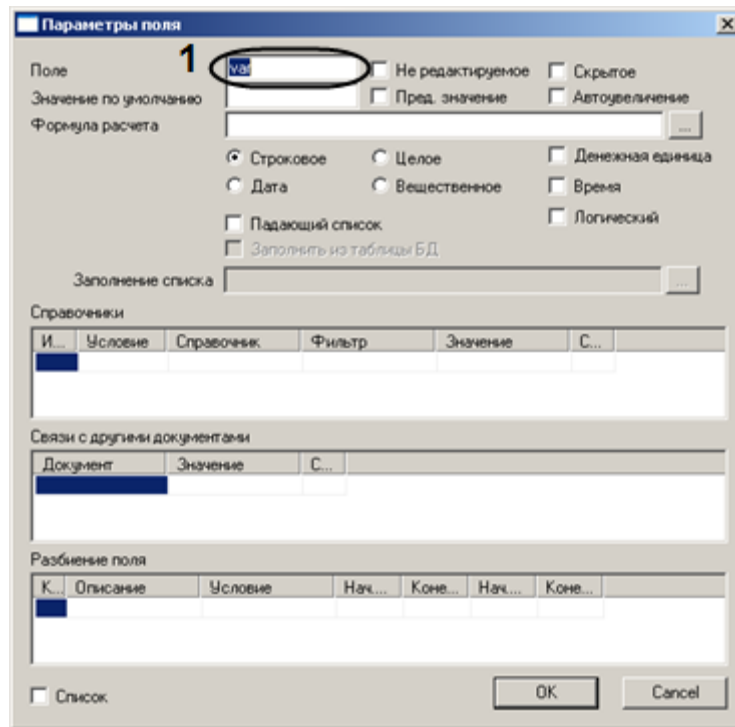 Параметры поля
1
Поле var Не редактируемое Скрытое
Значение по умолчанию Пред. значение Автоувеличение
Формула расчета ...
Строковое Целое Денежная единица
Дата Вещественное Время
Падающий список Логический
Заполнить из таблицы БД
Заполнение списка ...
Справочники
И... Условие Справочник Фильтр Значение С...
Связи с другими документами
Документ Значение С...
Разбиение поля
К... Описание Условие Нач.... Коне... Нач.... Коне...
Список OK Cancel